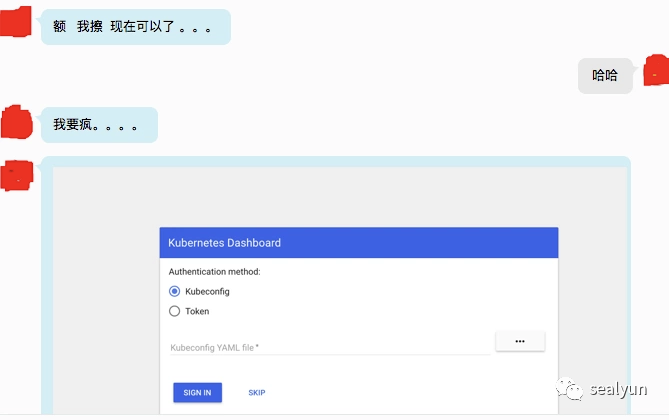 额 我擦 现在可以了 。。。
哈哈
我要疯。。。。
Kubernetes Dashboard
Authentication method:
Kubeconfig
Token
Kubeconfig YAML file *
...
SIGN IN
SKIP
sealyun